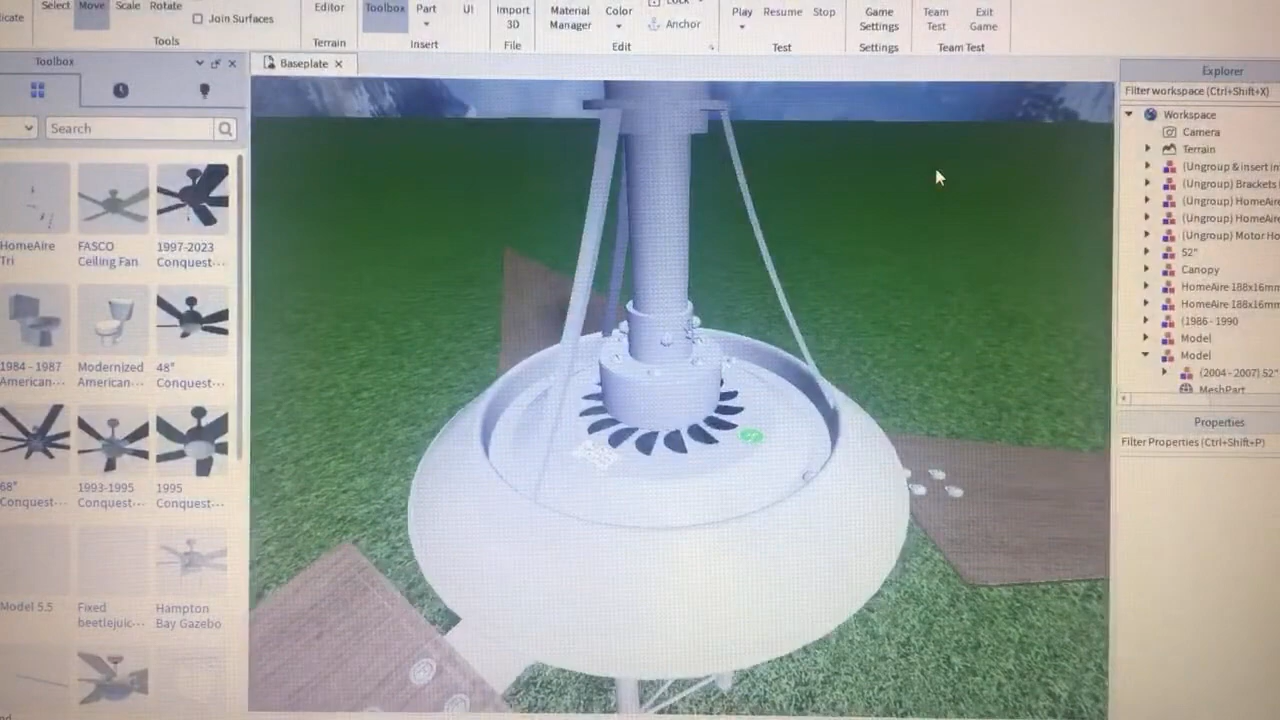 Select Move Scale Rotate
Join Surfaces
Tools
Editor
Terrain
Toolbox Part UI
Insert
Import
3D
File
Material
Manager
Color
Anchor
Edit
Play Resume Stop
Test
Game
Settings
Settings
Team
Test
Exit
Game
Team Test
Toolbox
Search
HomeAire
Tri
FASCO
Ceiling Fan
1997-2023
Conquest···
1984 - 1987
American···
Modernized
American···
48"
Conquest···
68"
Conquest···
1993-1995
Conquest···
1995
Conquest···
Model 5.5
Fixed
beetlejuic···
Hampton
Bay Gazebo
Baseplate
Explorer
Filter workspace (Ctrl+Shift+X)
Workspace
Camera
Terrain
(Ungroup & insert in
(Ungroup) Brackets
(Ungroup) HomeAire
(Ungroup) HomeAire
(Ungroup) Motor Ho
52"
Canopy
HomeAire 188x16mm
HomeAire 188x16mm
(1986 - 1990
Model
Model
(2004 - 2007) 52"
MeshPart
Properties
Filter Properties (Ctrl+Shift+P)